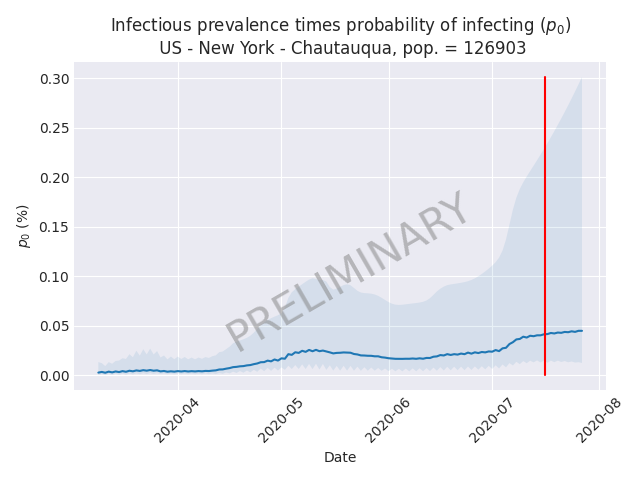 Infectious prevalence times probability of infecting (p₀)
US - New York - Chautauqua, pop. = 126903
0.30
0.25
0.20
0.15
0.10
0.05
0.00
p₀ (%)
PRELIMINARY
2020-04
2020-05
2020-06
2020-07
2020-08
Date